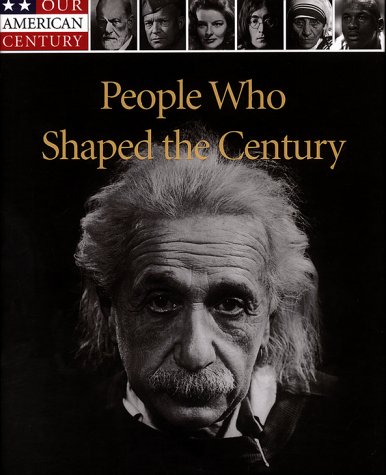 OUR
AMERICAN
CENTURY
People Who
Shaped the Century